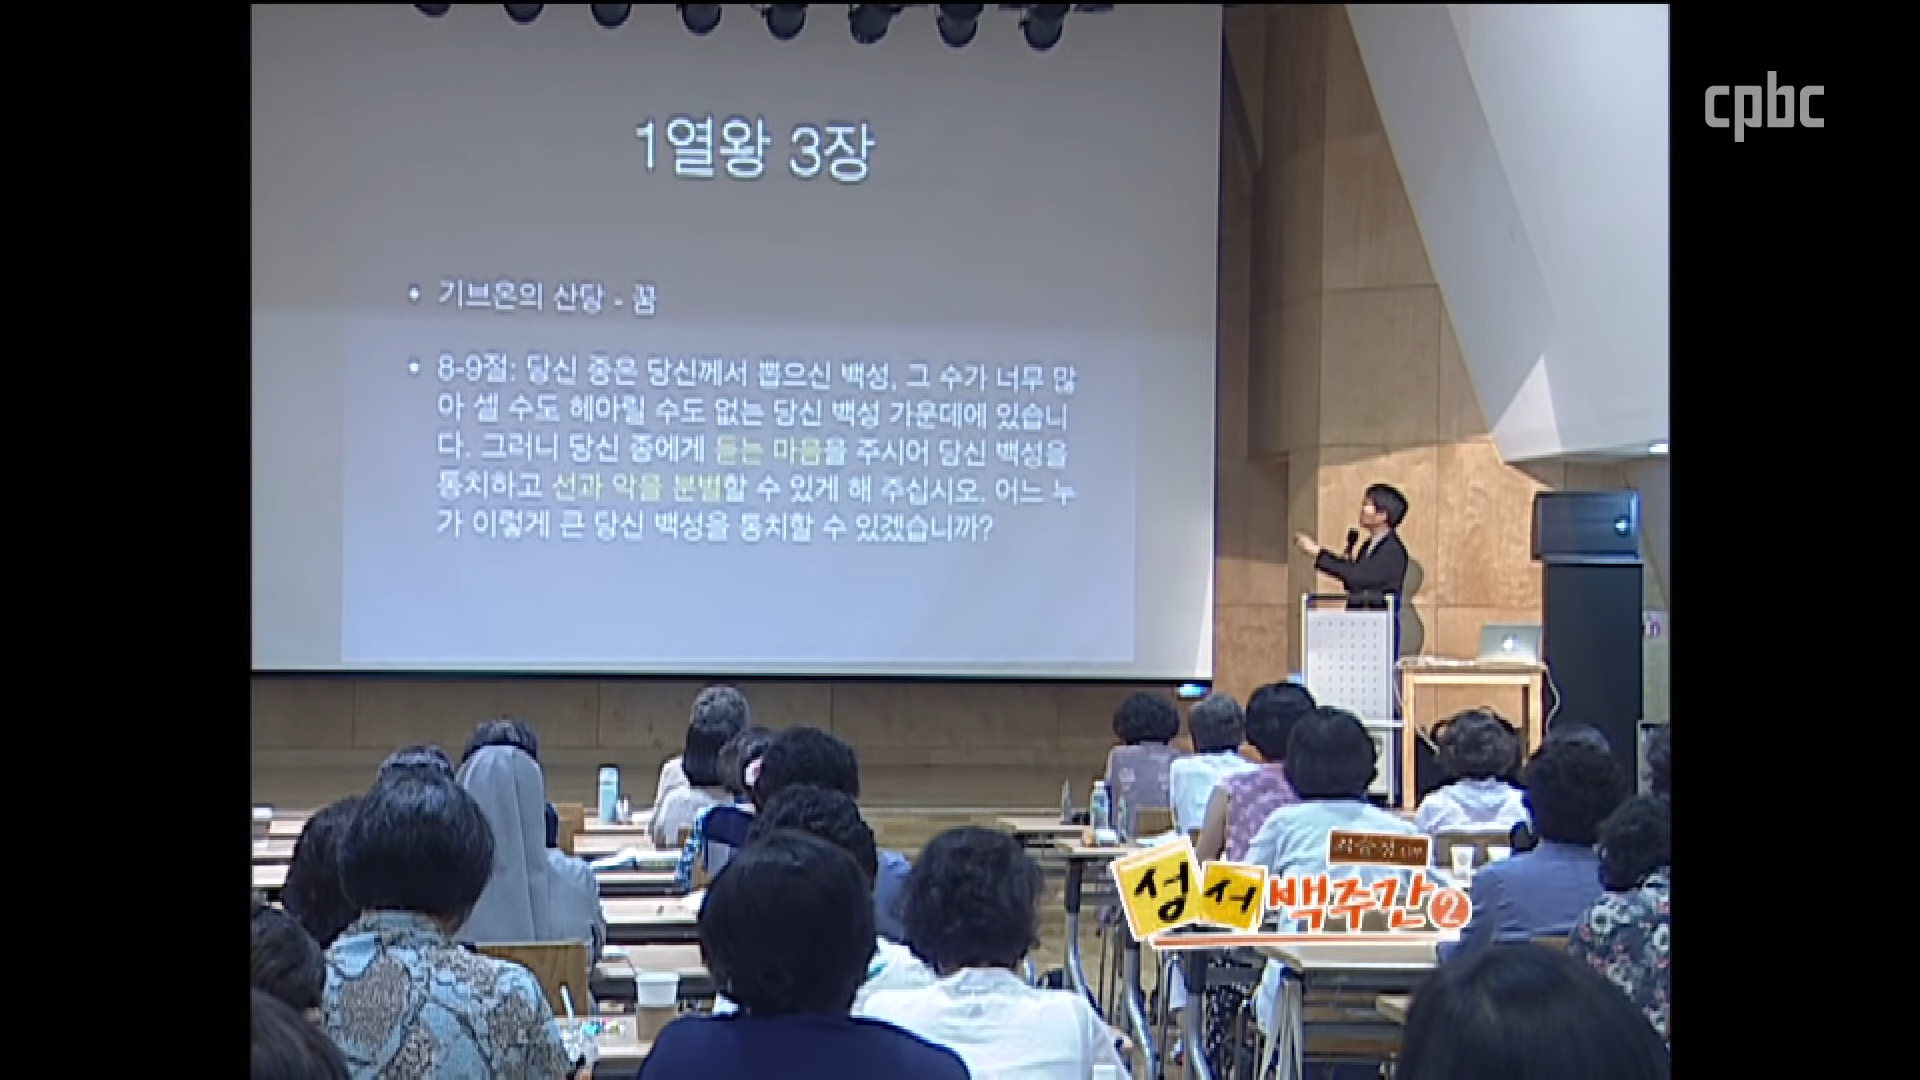 cpbc
1열왕 3장
• 기브온의 산당 - 꿈
• 8-9절: 당신 종은 당신께서 뽑으신 백성, 그 수가 너무 많
아 셀 수도 헤아릴 수도 없는 당신 백성 가운데에 있습니
다. 그러니 당신 종에게 듣는 마음을 주시어 당신 백성을
통치하고 선과 악을 분별할 수 있게 해 주십시오. 어느 누
가 이렇게 큰 당신 백성을 통치할 수 있겠습니까?
성서 백주간 2